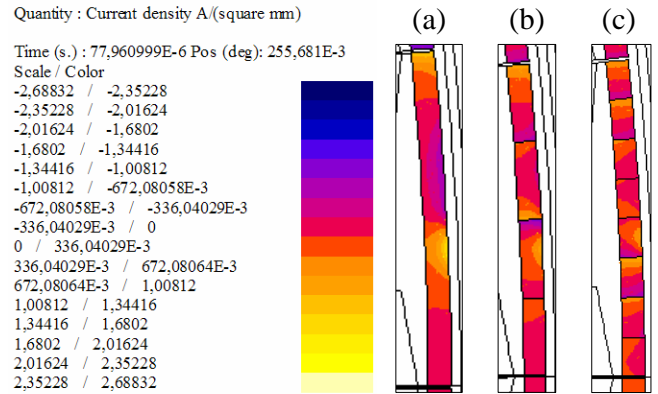 Quantity : Current density A/(square mm)
(a) (b) (c)
Time (s.) : 77,960999E-6 Pos (deg): 255,681E-3
Scale / Color
-2,68832 / -2,35228
-2,35228 / -2,01624
-2,01624 / -1,6802
-1,6802 / -1,34416
-1,34416 / -1,00812
-1,00812 / -672,08058E-3
-672,08058E-3 / -336,04029E-3
-336,04029E-3 / 0
0 / 336,04029E-3
336,04029E-3 / 672,08064E-3
672,08064E-3 / 1,00812
1,00812 / 1,34416
1,34416 / 1,6802
1,6802 / 2,01624
2,01624 / 2,35228
2,35228 / 2,68832